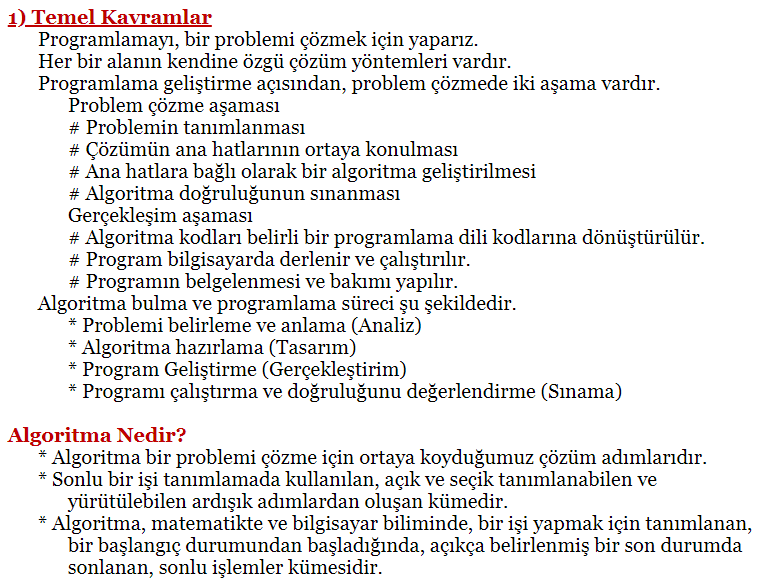 1) Temel Kavramlar
Programlamayı, bir problemi çözmek için yaparız.
Her bir alanın kendine özgü çözüm yöntemleri vardır.
Programlama geliştirme açısından, problem çözmede iki aşama vardır.
Problem çözme aşaması
# Problemin tanımlanması
# Çözümün ana hatlarının ortaya konulması
# Ana hatlara bağlı olarak bir algoritma geliştirilmesi
# Algoritma doğruluğunun sınanması
Gerçekleşim aşaması
# Algoritma kodları belirli bir programlama dili kodlarına dönüştürülür.
# Program bilgisayarda derlenir ve çalıştırılır.
# Programın belgelenmesi ve bakımı yapılır.
Algoritma bulma ve programlama süreci şu şekildedir.
* Problemi belirleme ve anlama (Analiz)
* Algoritma hazırlama (Tasarım)
* Program Geliştirme (Gerçekleştirim)
* Programı çalıştırma ve doğruluğunu değerlendirme (Sınama)
Algoritma Nedir?
* Algoritma bir problemi çözme için ortaya koyduğumuz çözüm adımlarıdır.
* Sonlu bir işi tanımlamada kullanılan, açık ve seçik tanımlanabilen ve
yürütülebilen ardışık adımlardan oluşan kümedir.
* Algoritma, matematikte ve bilgisayar biliminde, bir işi yapmak için tanımlanan,
bir başlangıç durumundan başladığında, açıkça belirlenmiş bir son durumda
sonlanan, sonlu işlemler kümesidir.